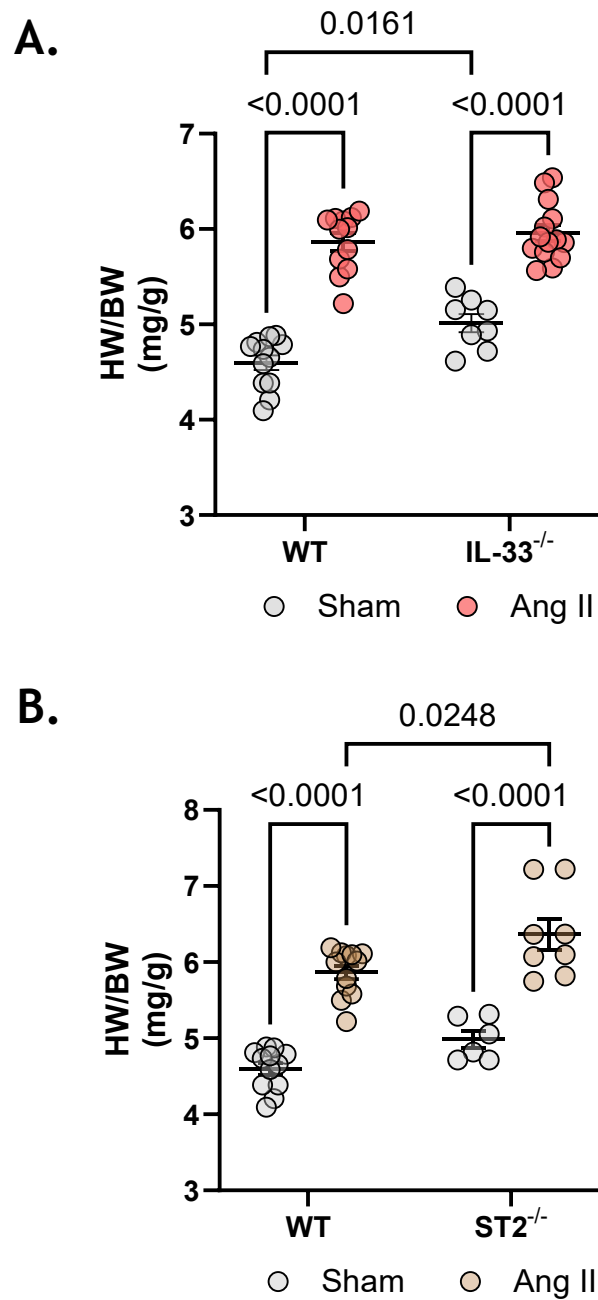 A.
0.0161
<0.0001 <0.0001
7
6
5
4
3
HW/BW
(mg/g)
WT IL-33-/-
Sham Ang II
B.
0.0248
<0.0001 <0.0001
8
7
6
5
4
3
HW/BW
(mg/g)
WT ST2-/-
Sham Ang II